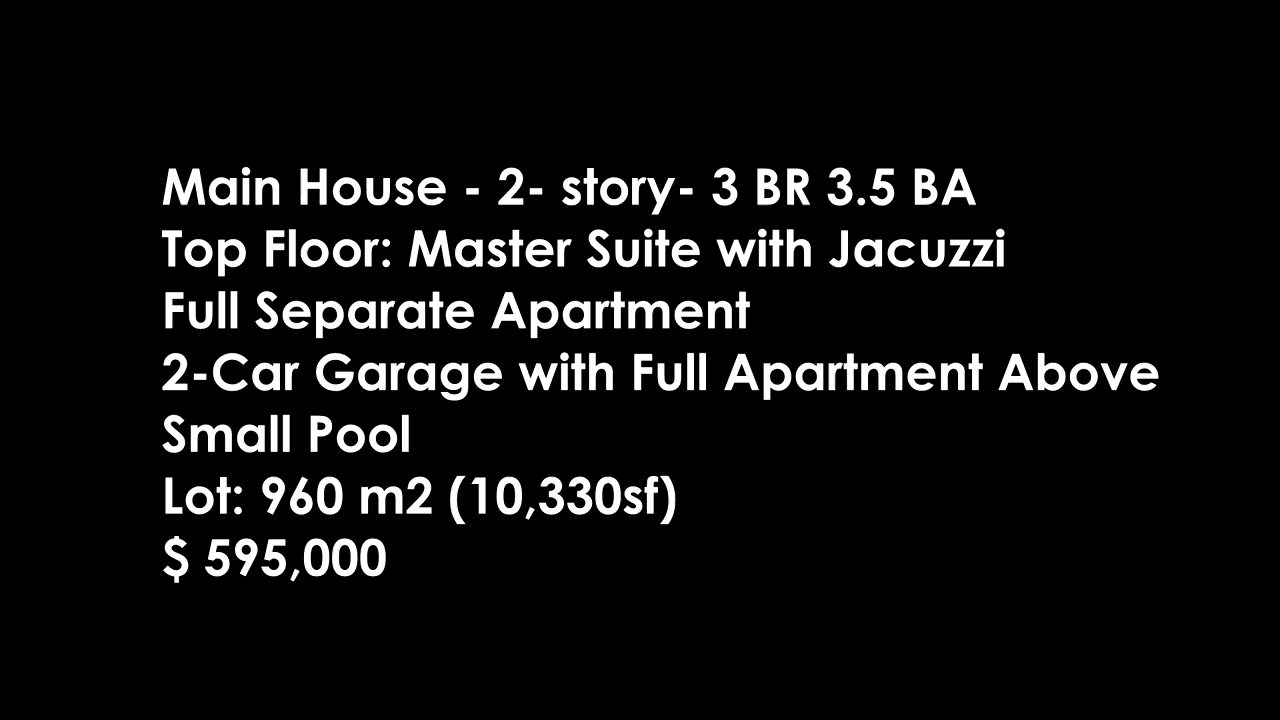 Main House - 2- story- 3 BR 3.5 BA
Top Floor: Master Suite with Jacuzzi
Full Separate Apartment
2-Car Garage with Full Apartment Above
Small Pool
Lot: 960 m2 (10,330sf)
$ 595,000